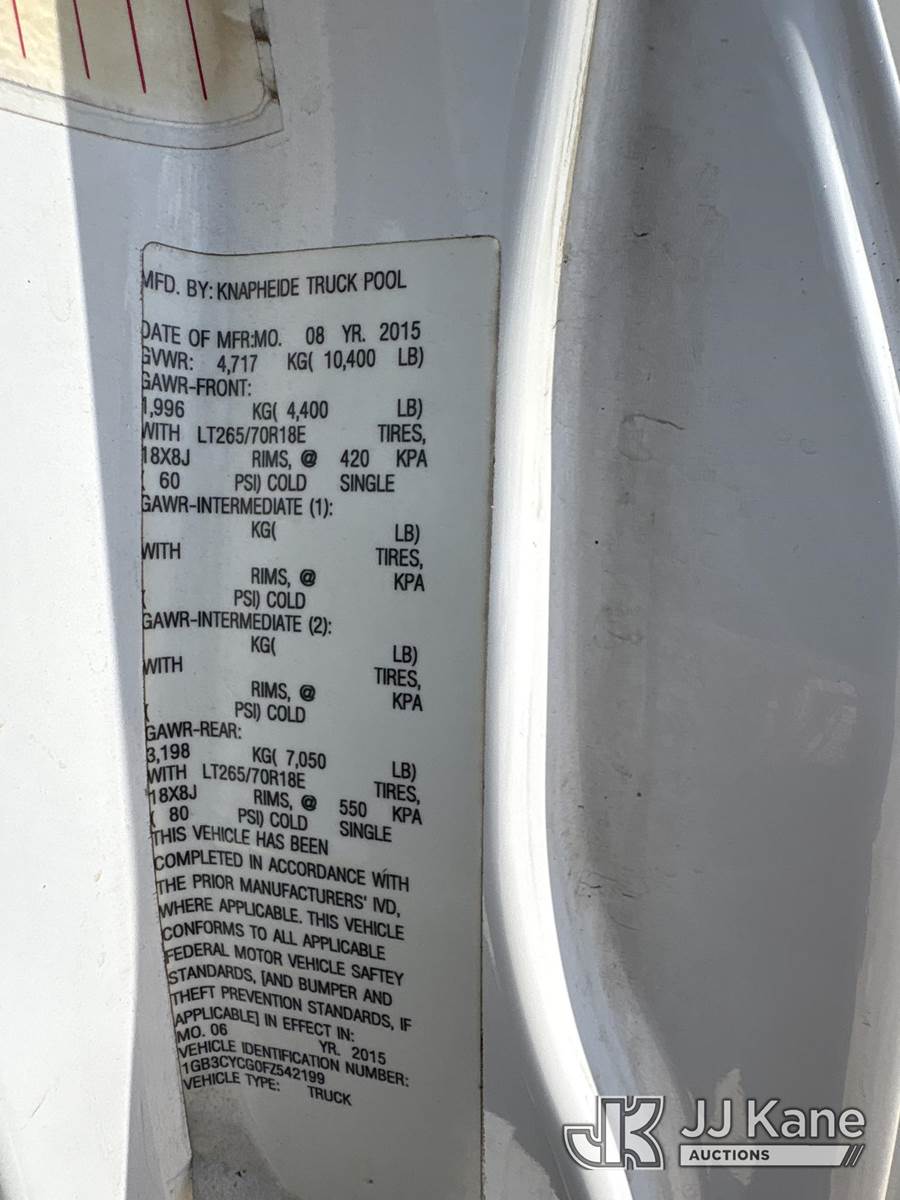 MFD. BY: KNAPHEIDE TRUCK POOL
DATE OF MFR:MO. 08 YR. 2015
GVWR: 4,717 KG( 10,400 LB)
GAWR-FRONT:
1,996 KG( 4,400 LB)
WITH LT265/70R18E TIRES,
18X8J RIMS, @ 420 KPA
( 60 PSI) COLD SINGLE
GAWR-INTERMEDIATE (1):
KG( LB)
WITH TIRES,
RIMS, @ KPA
( PSI) COLD
GAWR-INTERMEDIATE (2):
KG( LB)
WITH TIRES,
RIMS, @ KPA
( PSI) COLD
GAWR-REAR:
3,198 KG( 7,050 LB)
WITH LT265/70R18E TIRES,
18X8J RIMS, @ 550 KPA
( 80 PSI) COLD SINGLE
THIS VEHICLE HAS BEEN
COMPLETED IN ACCORDANCE WITH
THE PRIOR MANUFACTURERS' IVD,
WHERE APPLICABLE. THIS VEHICLE
CONFORMS TO ALL APPLICABLE
FEDERAL MOTOR VEHICLE SAFTEY
STANDARDS, [AND BUMPER AND
THEFT PREVENTION STANDARDS, IF
APPLICABLE] IN EFFECT IN:
MO. 06 YR. 2015
VEHICLE IDENTIFICATION NUMBER:
1GB3CYCG0FZ542199
VEHICLE TYPE: TRUCK
JK JJ Kane
AUCTIONS